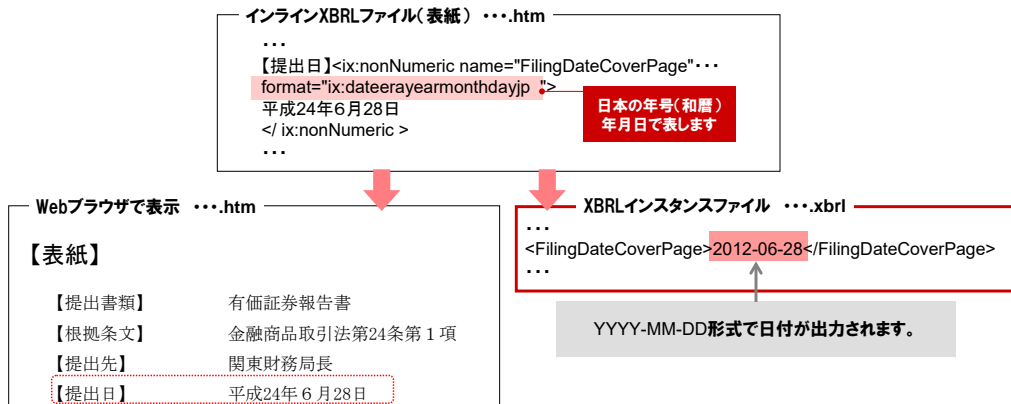 インラインXBRLファイル(表紙) ・・・.htm
・・・
【提出日】<ix:nonNumeric name="FilingDateCoverPage"・・・
format="ix:dateerayearmonthdayjp ">
平成24年6月28日
</ ix:nonNumeric >
・・・
日本の年号(和暦)
年月日で表します
Webブラウザで表示 ・・・.htm
【表紙】
【提出書類】 有価証券報告書
【根拠条文】 金融商品取引法第24条第1項
【提出先】 関東財務局長
【提出日】 平成24年6月28日
XBRLインスタンスファイル ・・・.xbrl
・・・
<FilingDateCoverPage>2012-06-28</FilingDateCoverPage>
・・・
YYYY-MM-DD形式で日付が出力されます。